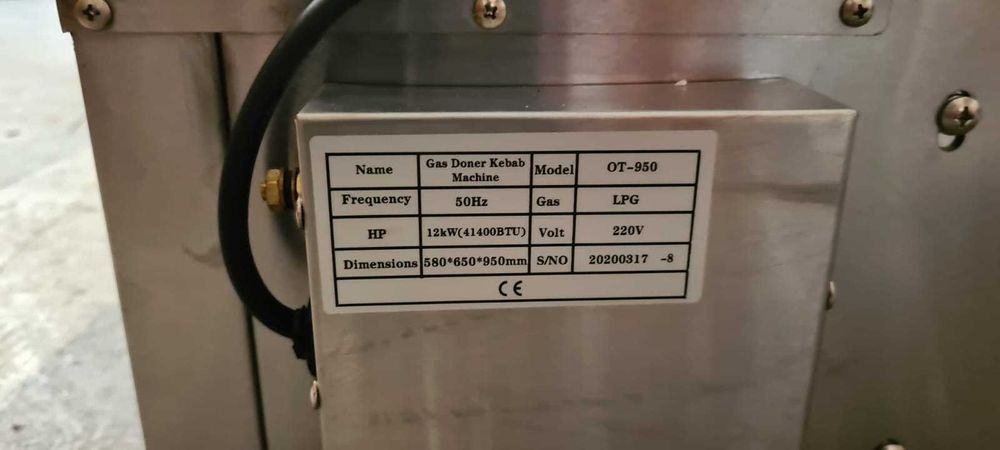 Name Gas Doner Kebab Machine Model OT-950
Frequency 50Hz Gas LPG
HP 12kW(41400BTU) Volt 220V
Dimensions 580*650*950mm S/NO 20200317 -8
CE